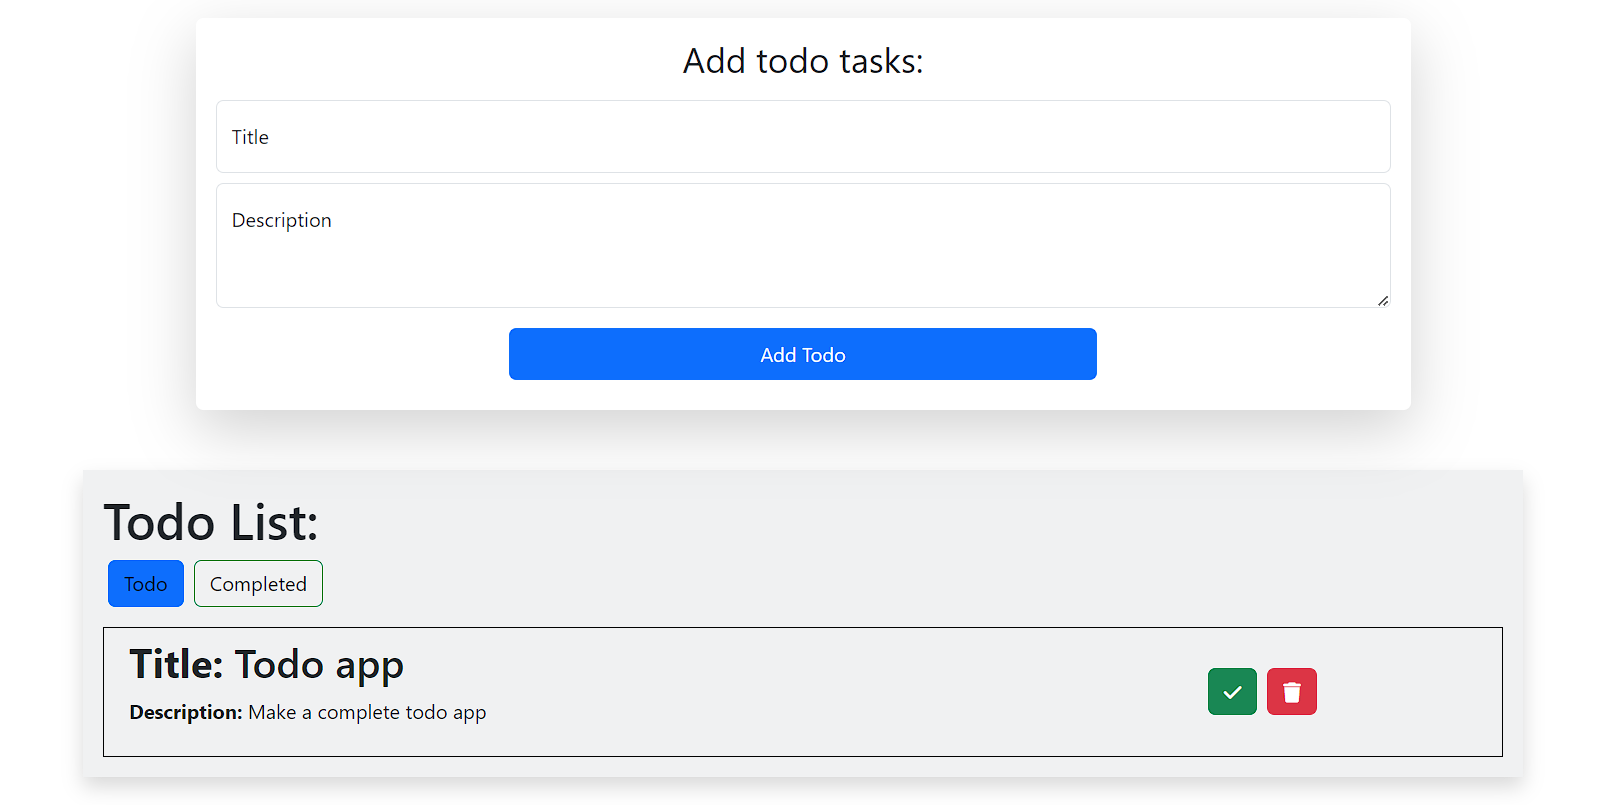 Add todo tasks:
Title
Description
Add Todo
Todo List:
Todo Completed
Title: Todo app
Description: Make a complete todo app